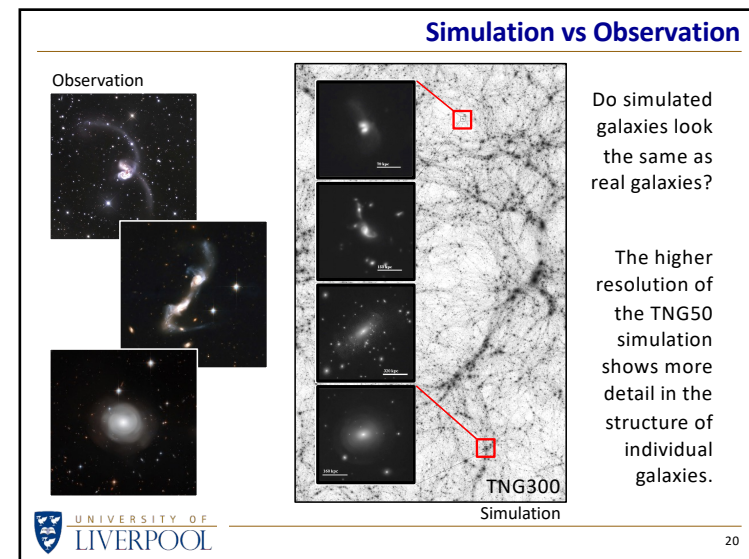 Simulation vs Observation
Observation
Do simulated
galaxies look
the same as
real galaxies?
The higher
resolution of
the TNG50
simulation
shows more
detail in the
structure of
individual
galaxies.
TNG300
Simulation
UNIVERSITY OF
LIVERPOOL
20